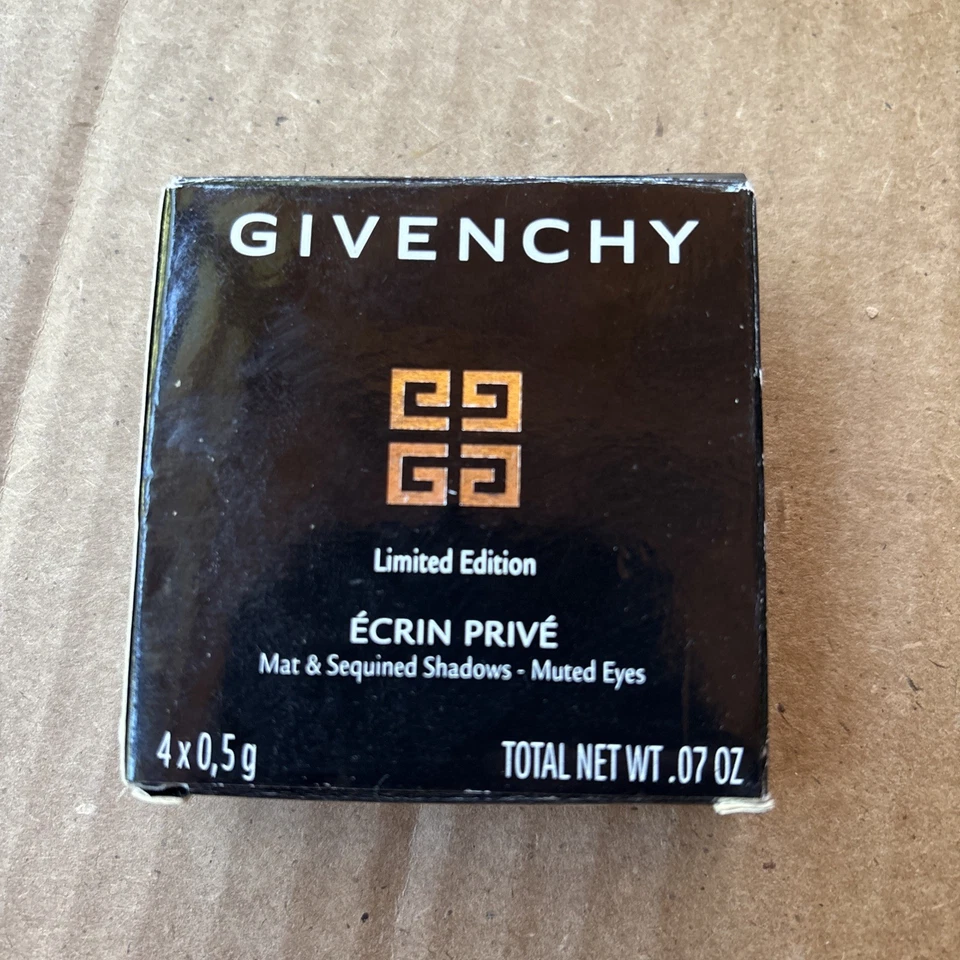 GIVENCHY
Limited Edition
ÉCRIN PRIVÉ
Mat & Sequined Shadows - Muted Eyes
4 x 0,5 g
TOTAL NET WT .07 OZ